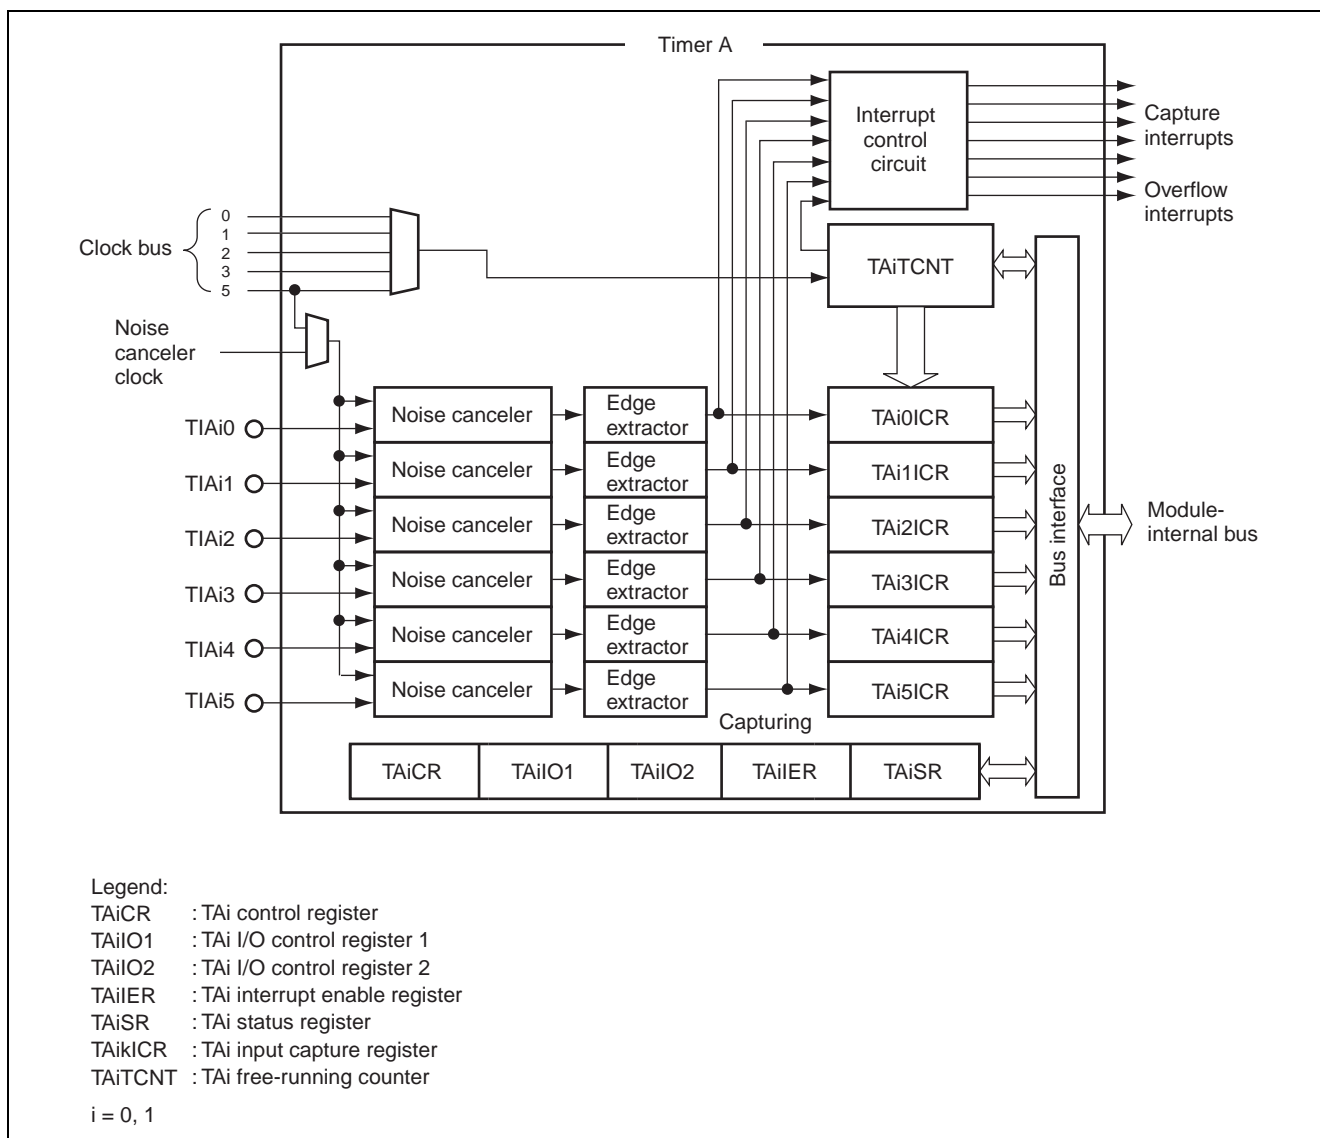 Timer A
Interrupt
control
circuit
Capture
interrupts
Overflow
interrupts
Clock bus
0
1
2
3
5
TAiTCNT
Noise
canceler
clock
TIAi0
Noise canceler
Edge
extractor
TAi0ICR
TIAi1
Noise canceler
Edge
extractor
TAi1ICR
TIAi2
Noise canceler
Edge
extractor
TAi2ICR
TIAi3
Noise canceler
Edge
extractor
TAi3ICR
TIAi4
Noise canceler
Edge
extractor
TAi4ICR
TIAi5
Noise canceler
Edge
extractor
TAi5ICR
Bus interface
Module-
internal bus
Capturing
TAiCR
TAiIO1
TAiIO2
TAiIER
TAiSR
Legend:
TAiCR : TAi control register
TAiIO1 : TAi I/O control register 1
TAiIO2 : TAi I/O control register 2
TAiIER : TAi interrupt enable register
TAiSR : TAi status register
TAikICR : TAi input capture register
TAiTCNT : TAi free-running counter
i = 0, 1